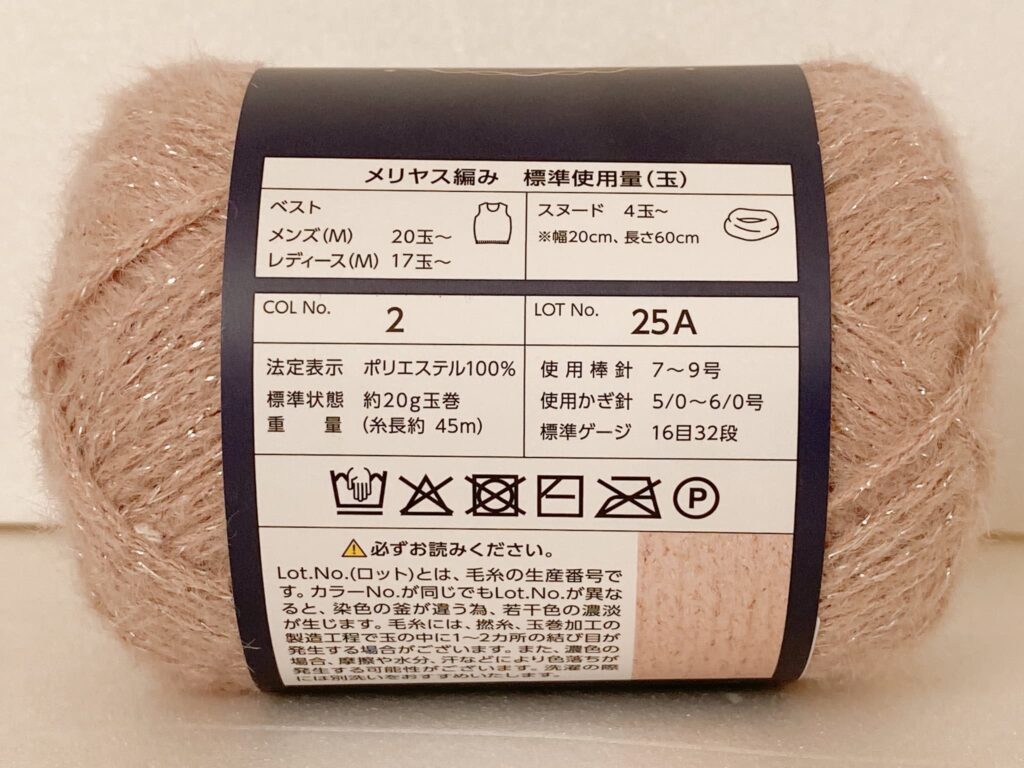 メリヤス編み 標準使用量(玉)
ベスト
メンズ(M) 20玉～
レディース(M) 17玉～
スヌード 4玉～
※幅20cm、長さ60cm
COL No. 2
LOT No. 25A
法定表示 ポリエステル100%
標準状態 約20g玉巻
重量 (糸長約 45m)
使用棒針 7～9号
使用かぎ針 5/0～6/0号
標準ゲージ 16目32段
P
必ずお読みください。
Lot.No.(ロット)とは、毛糸の生産番号で
す。カラーNo.が同じでもLot.No.が異な
ると、染色の釜が違う為、若干色の濃淡
が生じます。毛糸には、撚糸、玉巻加工の
製造工程で玉の中に1～2カ所の結び目が
発生する場合がございます。また、濃色の
場合、摩擦や水分、汗などにより色落ちが
発生する可能性がございます。洗濯の際
には別洗いをおすすめいたします。